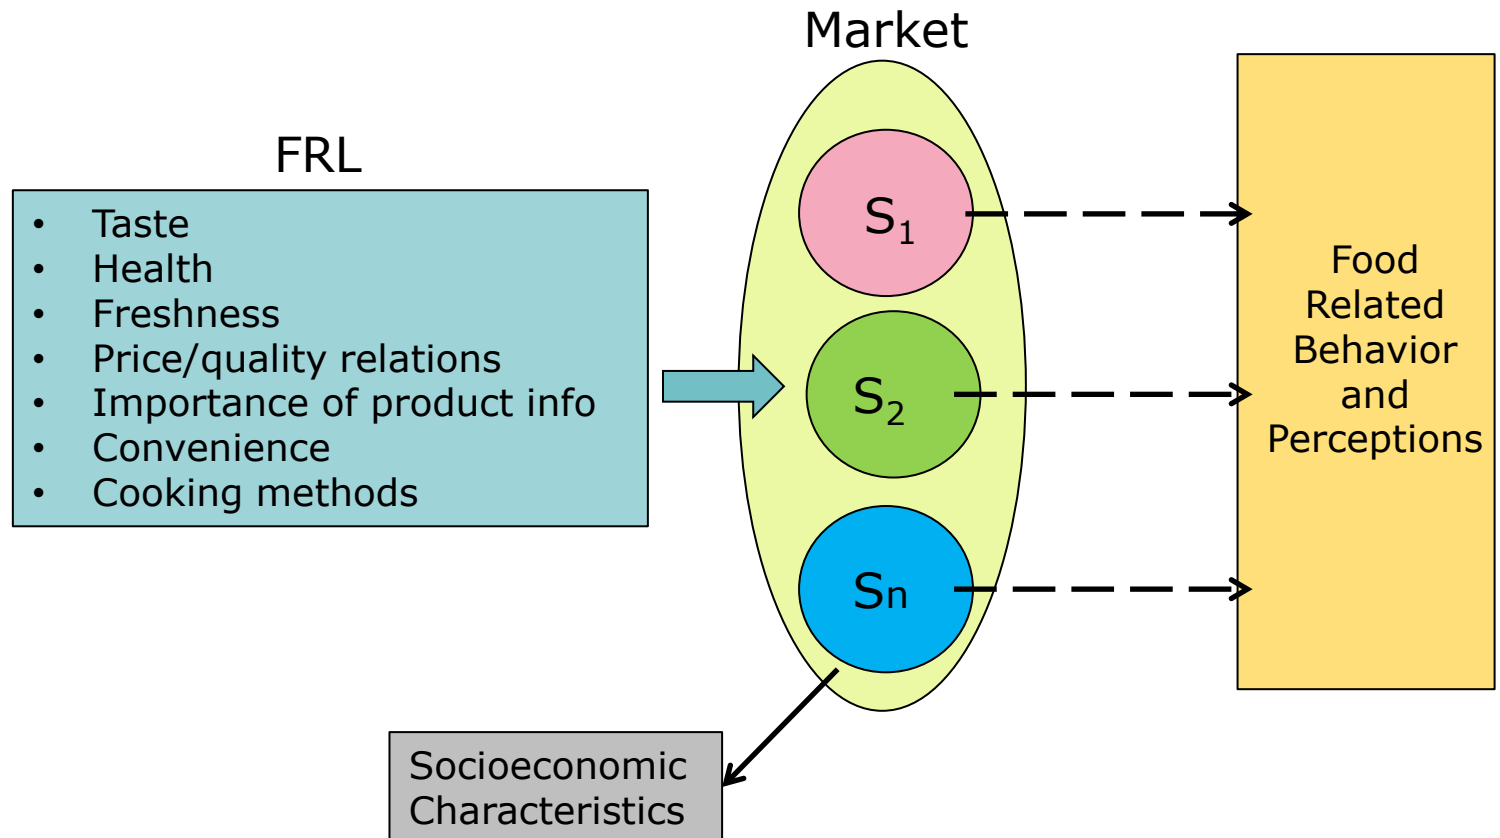 Market
FRL
• Taste
• Health
• Freshness
• Price/quality relations
• Importance of product info
• Convenience
• Cooking methods
S₁
S₂
Sn
Food
Related
Behavior
and
Perceptions
Socioeconomic
Characteristics